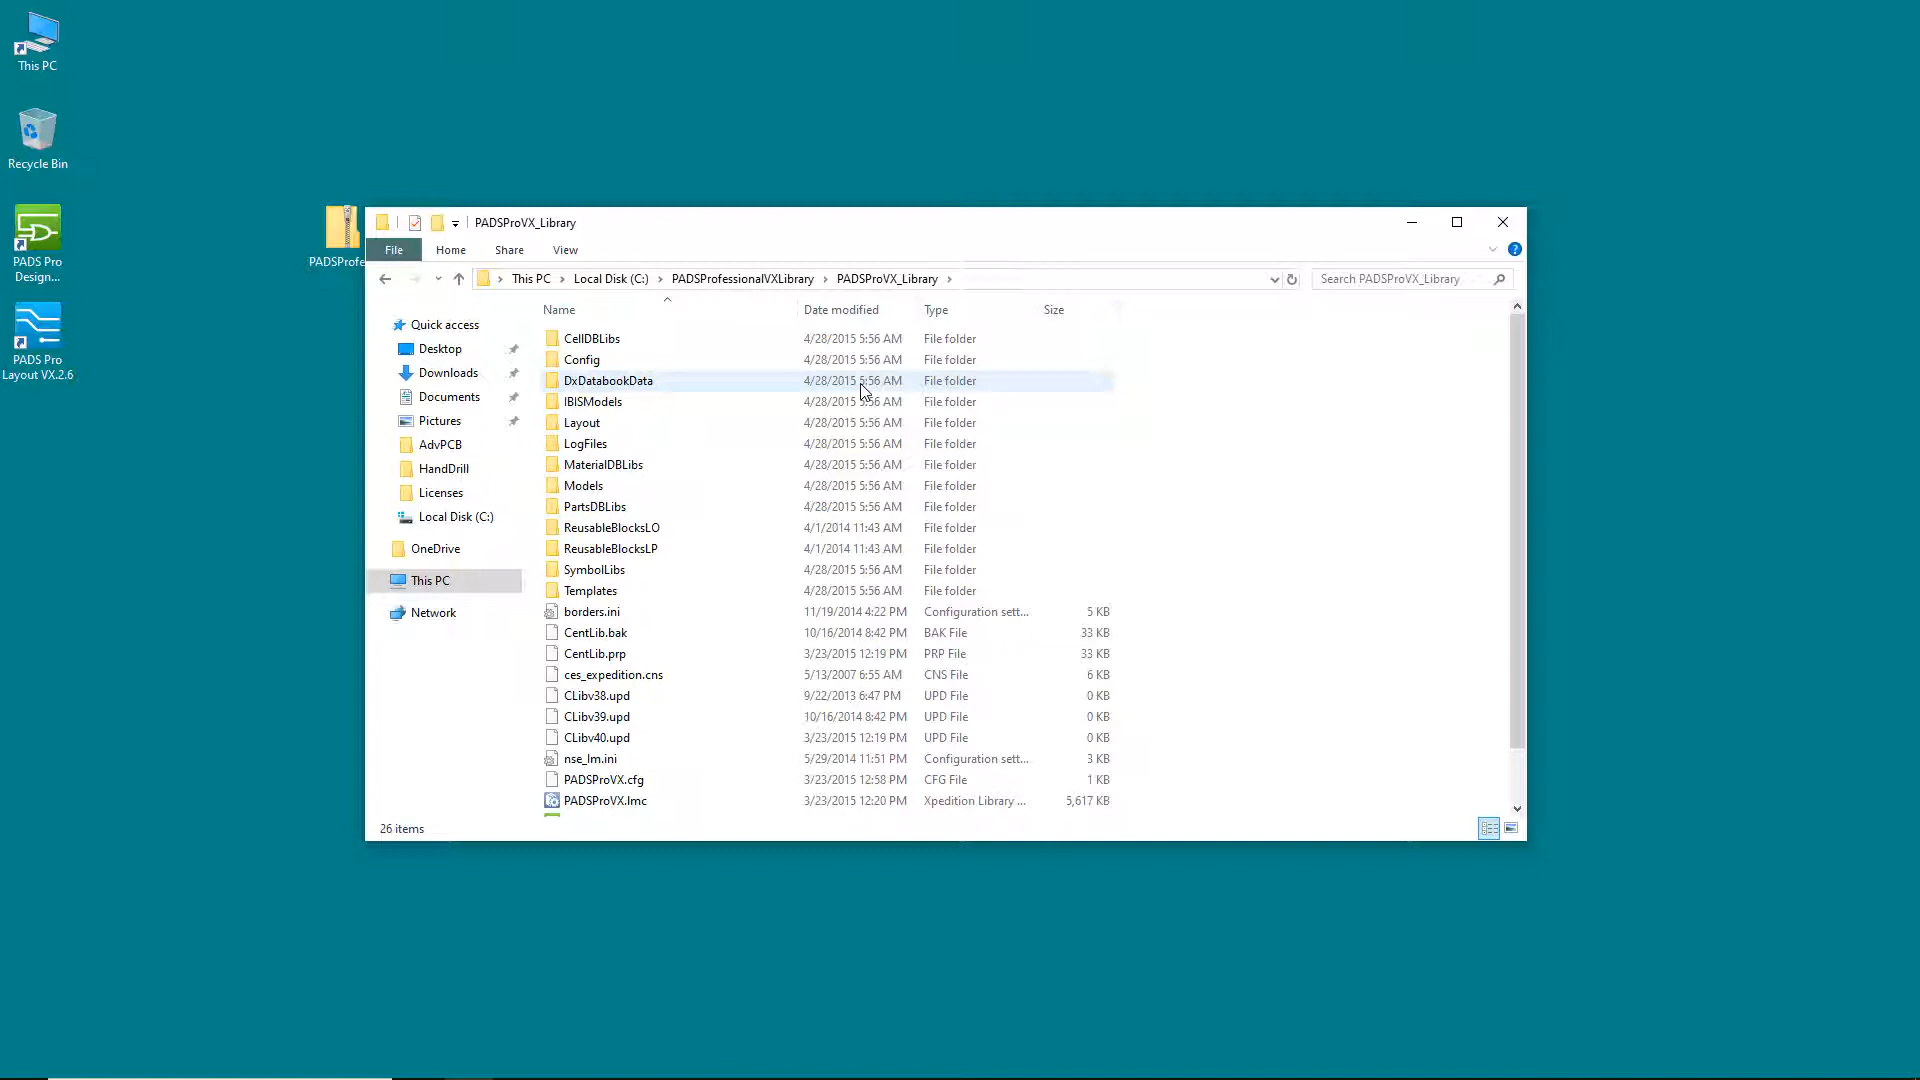 This PC
Recycle Bin
PADS Pro
Design...
PADS Pro
Layout VX.2.6
PADSProfe
PADSProVX_Library
File Home Share View
This PC Local Disk (C:) PADSProfessionalVXLibrary PADSProVX_Library
Search PADSProVX_Library
Quick access
Desktop
Downloads
Documents
Pictures
AdvPCB
HandDrill
Licenses
Local Disk (C:)
OneDrive
This PC
Network
Name Date modified Type Size
CellDBLibs 4/28/2015 5:56 AM File folder
Config 4/28/2015 5:56 AM File folder
DxDatabookData 4/28/2015 5:56 AM File folder
IBISModels 4/28/2015 5:56 AM File folder
Layout 4/28/2015 5:56 AM File folder
LogFiles 4/28/2015 5:56 AM File folder
MaterialDBLibs 4/28/2015 5:56 AM File folder
Models 4/28/2015 5:56 AM File folder
PartsDBLibs 4/28/2015 5:56 AM File folder
ReusableBlocksLO 4/1/2014 11:43 AM File folder
ReusableBlocksLP 4/1/2014 11:43 AM File folder
SymbolLibs 4/28/2015 5:56 AM File folder
Templates 4/28/2015 5:56 AM File folder
borders.ini 11/19/2014 4:22 PM Configuration sett... 5 KB
CentLib.bak 10/16/2014 8:42 PM BAK File 33 KB
CentLib.prp 3/23/2015 12:19 PM PRP File 33 KB
ces_expedition.cns 5/13/2007 6:55 AM CNS File 6 KB
CLibv38.upd 9/22/2013 6:47 PM UPD File 0 KB
CLibv39.upd 10/16/2014 8:42 PM UPD File 0 KB
CLibv40.upd 3/23/2015 12:19 PM UPD File 0 KB
nse_lm.ini 5/29/2014 11:51 PM Configuration sett... 3 KB
PADSProVX.cfg 3/23/2015 12:58 PM CFG File 1 KB
PADSProVX.lmc 3/23/2015 12:20 PM Xpedition Library ... 5,617 KB
26 items